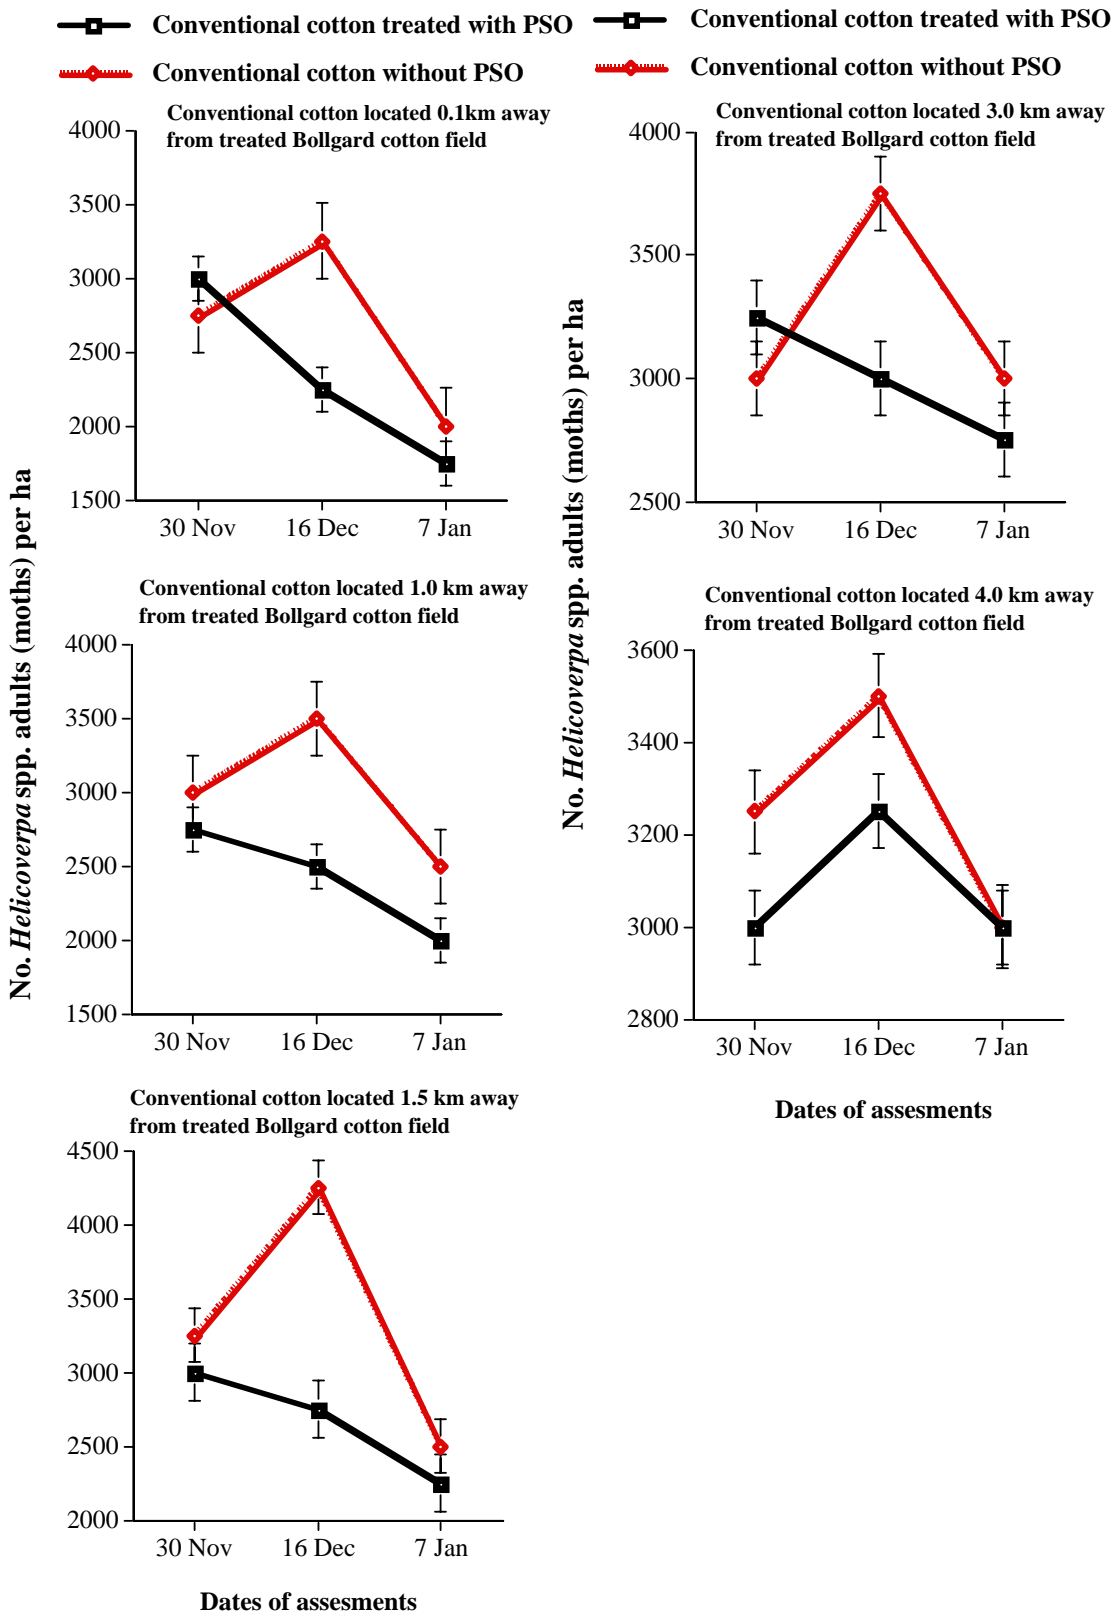 Conventional cotton treated with PSO
Conventional cotton without PSO
Conventional cotton treated with PSO
Conventional cotton without PSO
No. Helicoverpa spp. adults (moths) per ha
Conventional cotton located 0.1km away
from treated Bollgard cotton field
4000
3500
3000
2500
2000
1500
30 Nov 16 Dec 7 Jan
Conventional cotton located 1.0 km away
from treated Bollgard cotton field
4000
3500
3000
2500
2000
1500
30 Nov 16 Dec 7 Jan
Conventional cotton located 1.5 km away
from treated Bollgard cotton field
4500
4000
3500
3000
2500
2000
30 Nov 16 Dec 7 Jan
Dates of assesments
No. Helicoverpa spp. adults (moths) per ha
Conventional cotton located 3.0 km away
from treated Bollgard cotton field
4000
3500
3000
2500
30 Nov 16 Dec 7 Jan
Conventional cotton located 4.0 km away
from treated Bollgard cotton field
3600
3400
3200
3000
2800
30 Nov 16 Dec 7 Jan
Dates of assesments